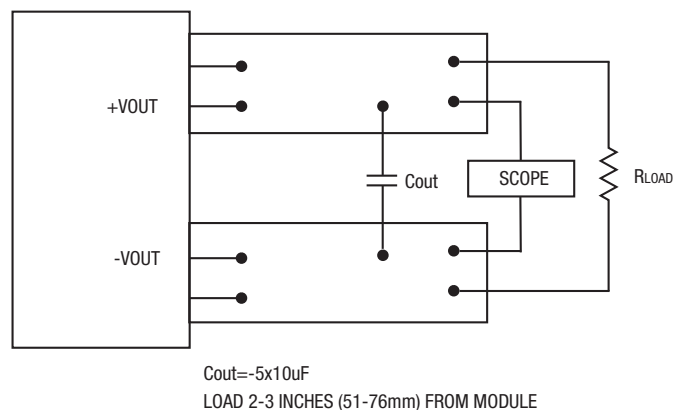 +VOUT
Cout
SCOPE
RLOAD
-VOUT
Cout=-5x10uF
LOAD 2-3 INCHES (51-76mm) FROM MODULE